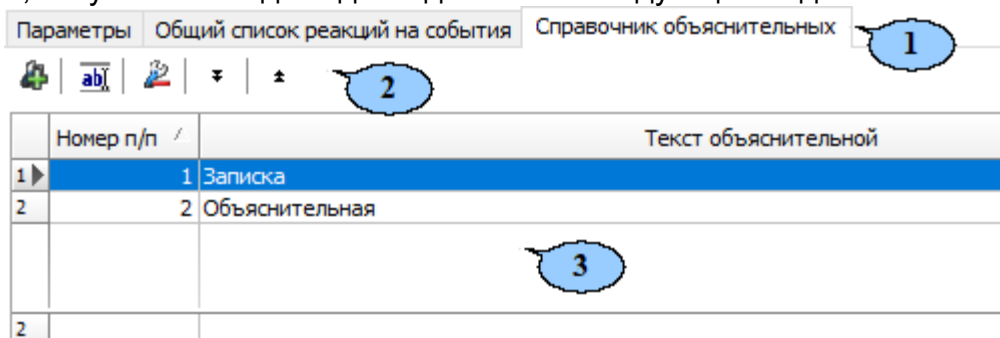 Параметры Общий список реакций на события Справочник объяснительных 1
ab 2
Номер п/п Текст объяснительной
1 1 Записка
2 2 Объяснительная
3
2